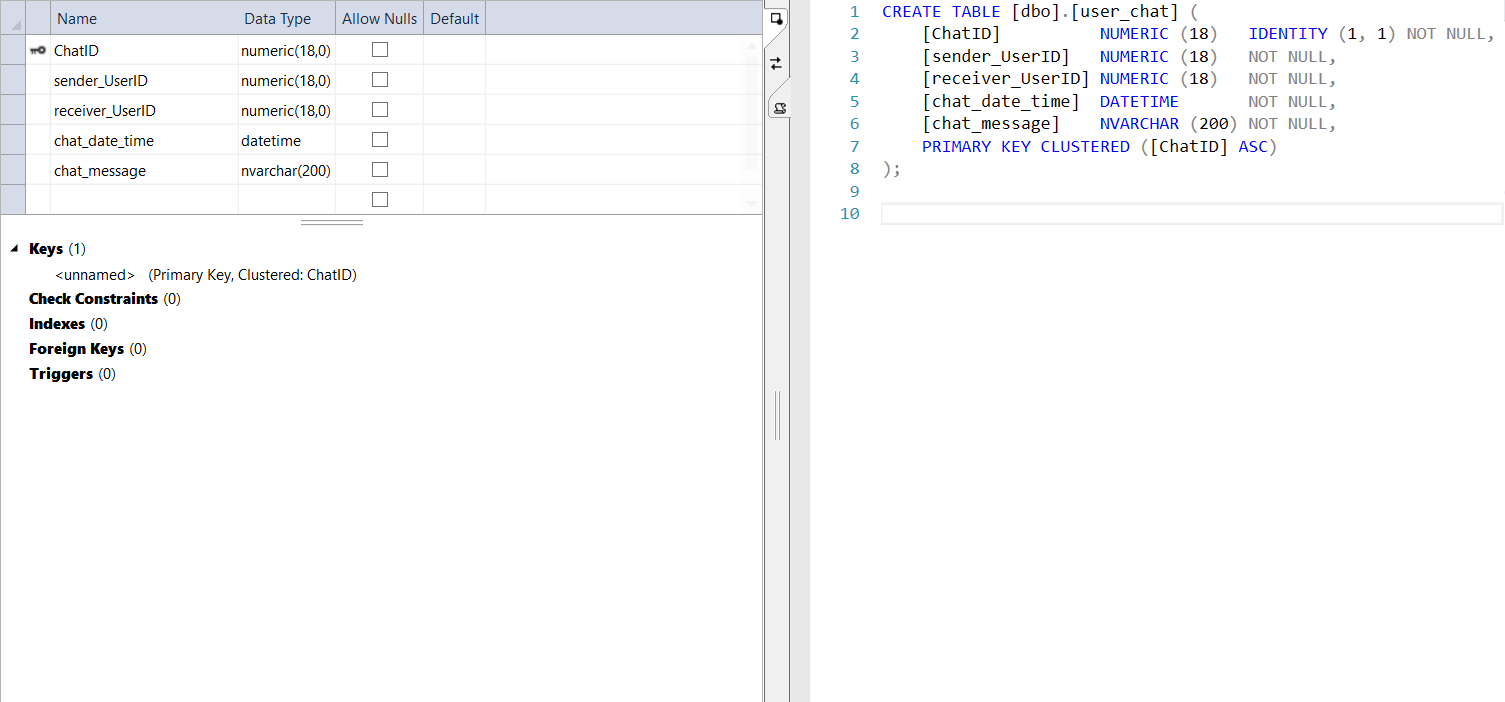 Name Data Type Allow Nulls Default
ChatID numeric(18,0)
sender_UserID numeric(18,0)
receiver_UserID numeric(18,0)
chat_date_time datetime
chat_message nvarchar(200)
Keys (1)
<unnamed> (Primary Key, Clustered: ChatID)
Check Constraints (0)
Indexes (0)
Foreign Keys (0)
Triggers (0)
1 CREATE TABLE [dbo].[user_chat] (
2 [ChatID] NUMERIC (18) IDENTITY (1, 1) NOT NULL,
3 [sender_UserID] NUMERIC (18) NOT NULL,
4 [receiver_UserID] NUMERIC (18) NOT NULL,
5 [chat_date_time] DATETIME NOT NULL,
6 [chat_message] NVARCHAR (200) NOT NULL,
7 PRIMARY KEY CLUSTERED ([ChatID] ASC)
8 );
9
10